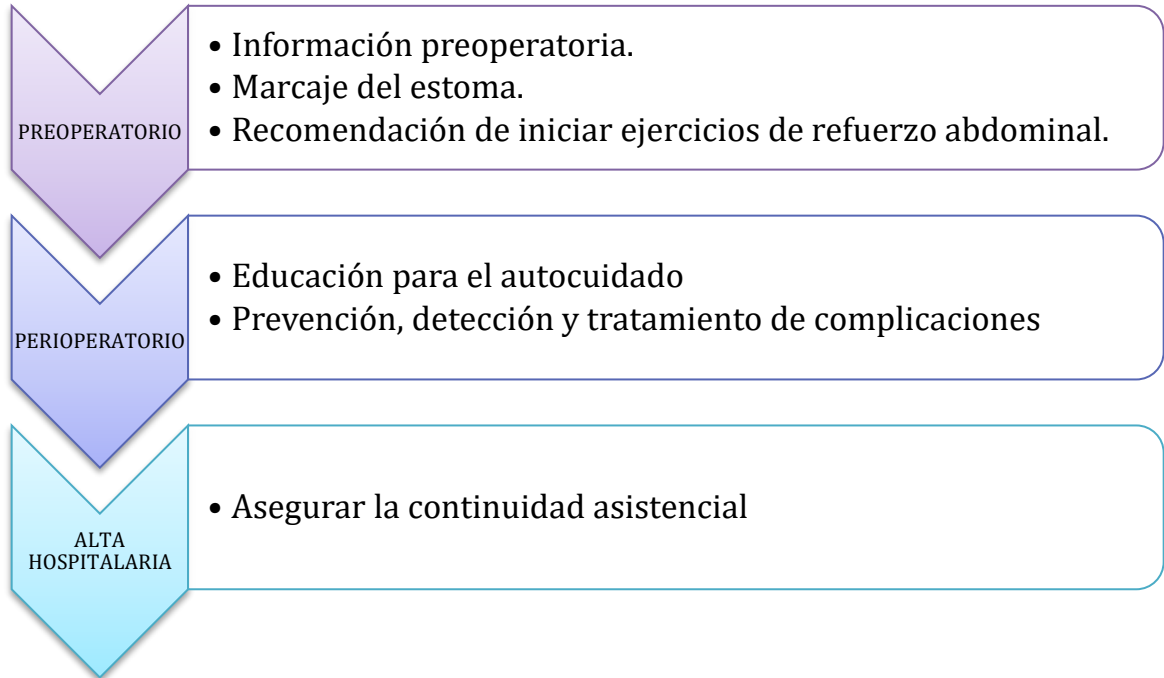 PREOPERATORIO
• Información preoperatoria.
• Marcaje del estoma.
• Recomendación de iniciar ejercicios de refuerzo abdominal.
PERIOPERATORIO
• Educación para el autocuidado
• Prevención, detección y tratamiento de complicaciones
ALTA
HOSPITALARIA
• Asegurar la continuidad asistencial